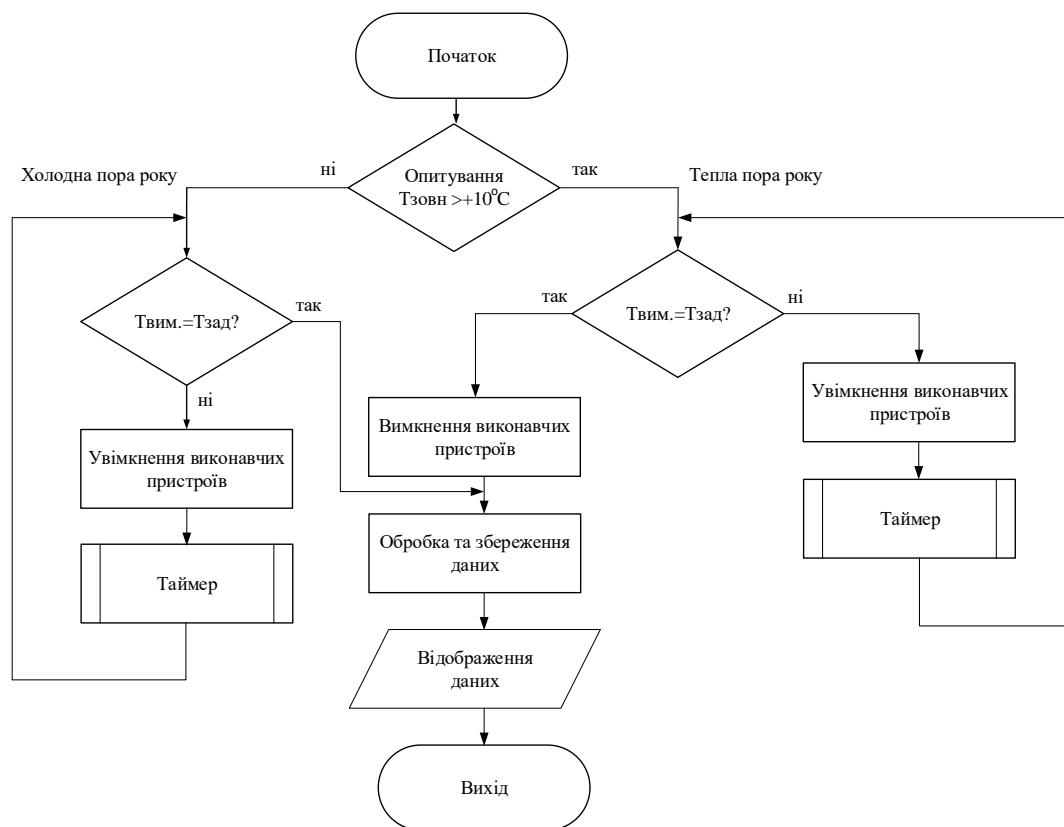 Початок
Холодна пора року
ні
Опитування
Тзовн >+10°С
так
Тепла пора року
Твим.=Тзад?
так
так
Твим.=Тзад?
ні
ні
Увімкнення виконавчих
пристроїв
Вимкнення виконавчих
пристроїв
Увімкнення виконавчих
пристроїв
Таймер
Обробка та збереження
даних
Таймер
Відображення
даних
Вихід